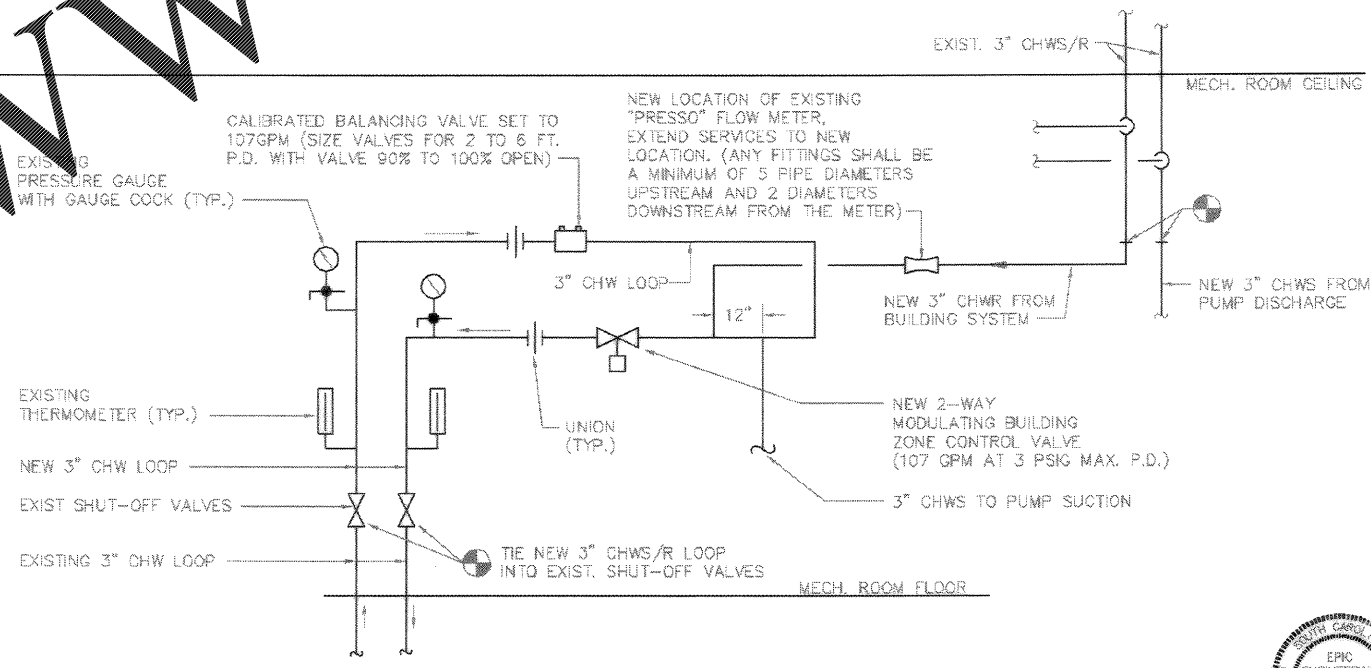 WW
EXIST. 3" CHWS/R
MECH. ROOM CEILING
CALIBRATED BALANCING VALVE SET TO
107GPM (SIZE VALVES FOR 2 TO 6 FT.
P.D. WITH VALVE 90% TO 100% OPEN)
NEW LOCATION OF EXISTING
"PRESSO" FLOW METER,
EXTEND SERVICES TO NEW
LOCATION. (ANY FITTINGS SHALL BE
A MINIMUM OF 5 PIPE DIAMETERS
UPSTREAM AND 2 DIAMETERS
DOWNSTREAM FROM THE METER)
EXISTING
PRESSURE GAUGE
WITH GAUGE COCK (TYP.)
3" CHW LOOP
12"
NEW 3" CHWR FROM
BUILDING SYSTEM
NEW 3" CHWS FROM
PUMP DISCHARGE
EXISTING
THERMOMETER (TYP.)
UNION
(TYP.)
NEW 2-WAY
MODULATING BUILDING
ZONE CONTROL VALVE
(107 GPM AT 3 PSIG MAX. P.D.)
NEW 3" CHW LOOP
EXIST SHUT-OFF VALVES
3" CHWS TO PUMP SUCTION
EXISTING 3" CHW LOOP
TIE NEW 3" CHWS/R LOOP
INTO EXIST. SHUT-OFF VALVES
MECH. ROOM FLOOR
SOUTH CAROL
EPIC